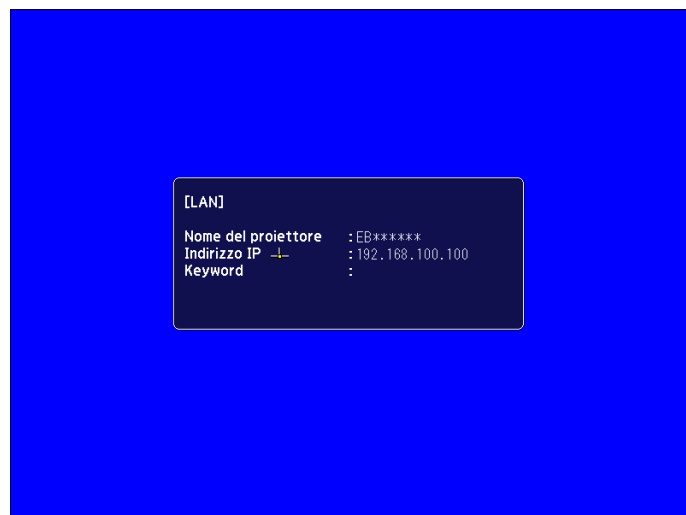 [LAN]
Nome del proiettore :EB******
Indirizzo IP :192.168.100.100
Keyword :